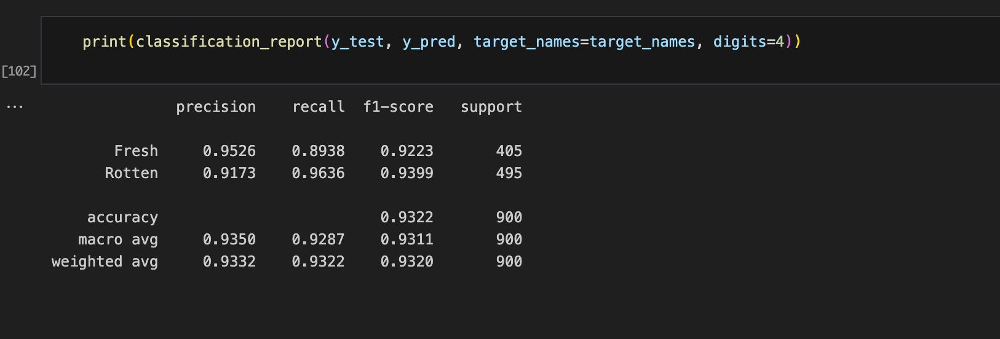 print(classification_report(y_test, y_pred, target_names=target_names, digits=4))
[102]
...
precision recall f1-score support
Fresh 0.9526 0.8938 0.9223 405
Rotten 0.9173 0.9636 0.9399 495
accuracy 0.9322 900
macro avg 0.9350 0.9287 0.9311 900
weighted avg 0.9332 0.9322 0.9320 900